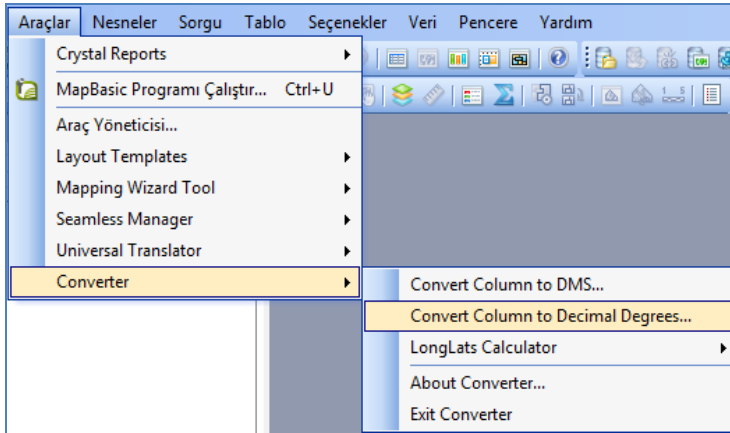 Araçlar Nesneler Sorgu Tablo Seçenekler Veri Pencere Yardım
Crystal Reports
MapBasic Programı Çalıştır... Ctrl+U
Araç Yöneticisi...
Layout Templates
Mapping Wizard Tool
Seamless Manager
Universal Translator
Converter
Convert Column to DMS...
Convert Column to Decimal Degrees...
LongLats Calculator
About Converter...
Exit Converter